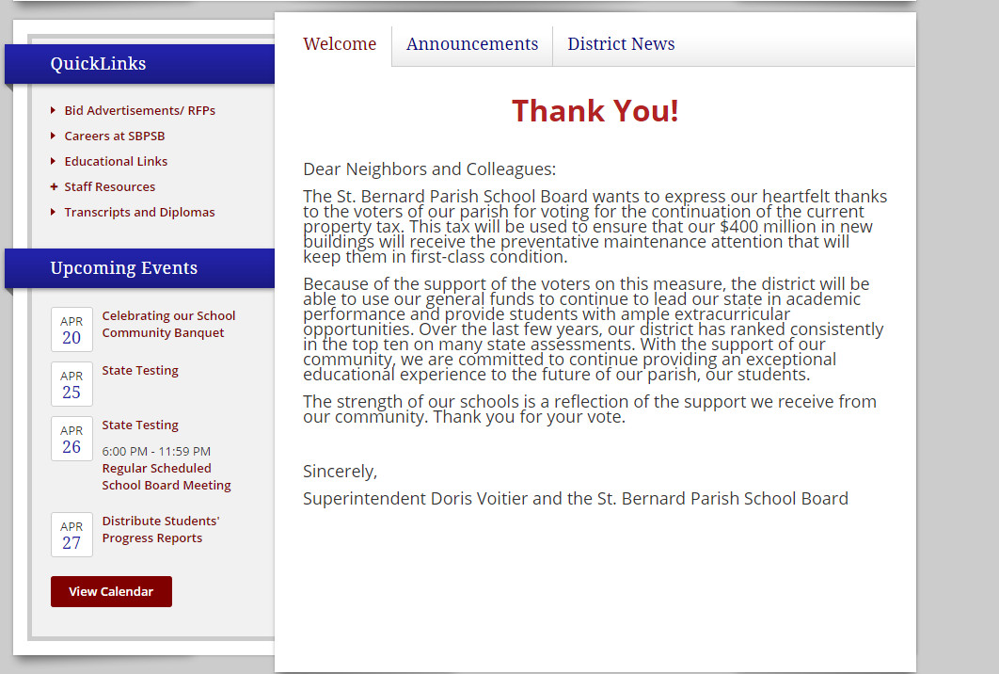 QuickLinks
Bid Advertisements/ RFPs
Careers at SBPSB
Educational Links
Staff Resources
Transcripts and Diplomas
Upcoming Events
APR
20
Celebrating our School
Community Banquet
APR
25
State Testing
APR
26
State Testing
6:00 PM - 11:59 PM
Regular Scheduled
School Board Meeting
APR
27
Distribute Students'
Progress Reports
View Calendar
Welcome
Announcements
District News
Thank You!
Dear Neighbors and Colleagues:
The St. Bernard Parish School Board wants to express our heartfelt thanks
to the voters of our parish for voting for the continuation of the current
property tax. This tax will be used to ensure that our $400 million in new
buildings will receive the preventative maintenance attention that will
keep them in first-class condition.
Because of the support of the voters on this measure, the district will be
able to use our general funds to continue to lead our state in academic
performance and provide students with ample extracurricular
opportunities. Over the last few years, our district has ranked consistently
in the top ten on many state assessments. With the support of our
community, we are committed to continue providing an exceptional
educational experience to the future of our parish, our students.
The strength of our schools is a reflection of the support we receive from
our community. Thank you for your vote.
Sincerely,
Superintendent Doris Voitier and the St. Bernard Parish School Board